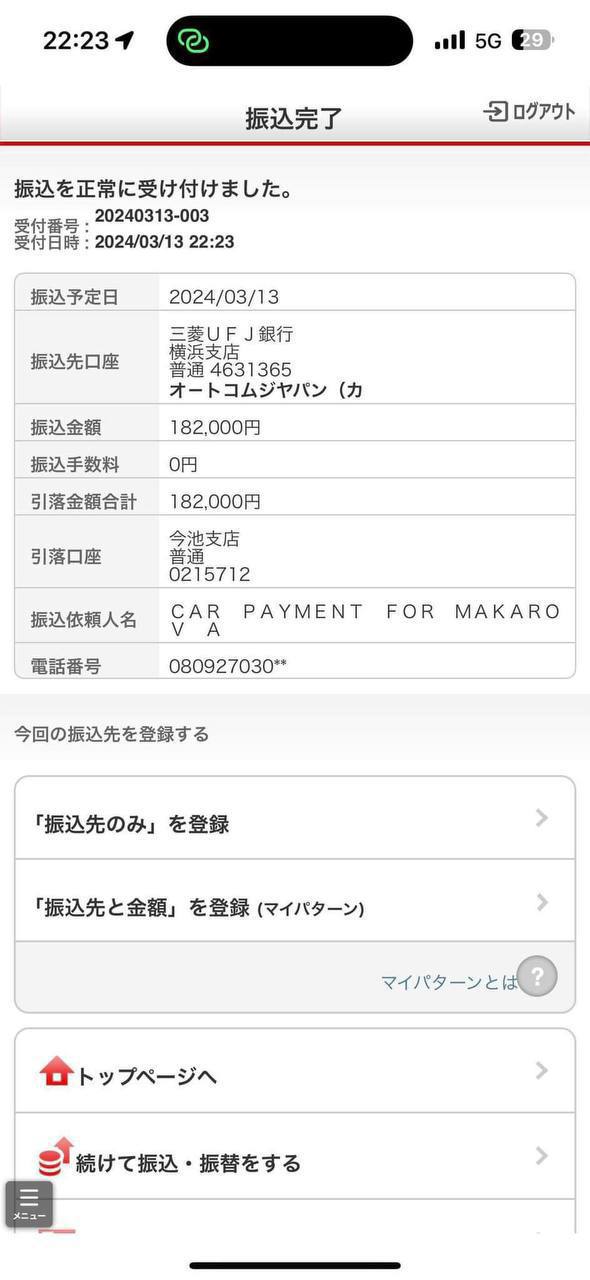 22:23
5G
29
振込完了
ログアウト
振込を正常に受け付けました。
受付番号：20240313-003
受付日時：2024/03/13 22:23
振込予定日 2024/03/13
振込先口座
三菱ＵＦＪ銀行
横浜支店
普通 4631365
オートコムジヤパン（カ
振込金額 182,000円
振込手数料 0円
引落金額合計 182,000円
引落口座
今池支店
普通
0215712
振込依頼人名
ＣＡＲ　ＰＡＹＭＥＮＴ　ＦＯＲ　ＭＡＫＡＲＯ
Ｖ　Ａ
電話番号 080927030**
今回の振込先を登録する
「振込先のみ」を登録
「振込先と金額」を登録 (マイパターン)
マイパターンとは ?
トップページへ
続けて振込・振替をする
メニュー